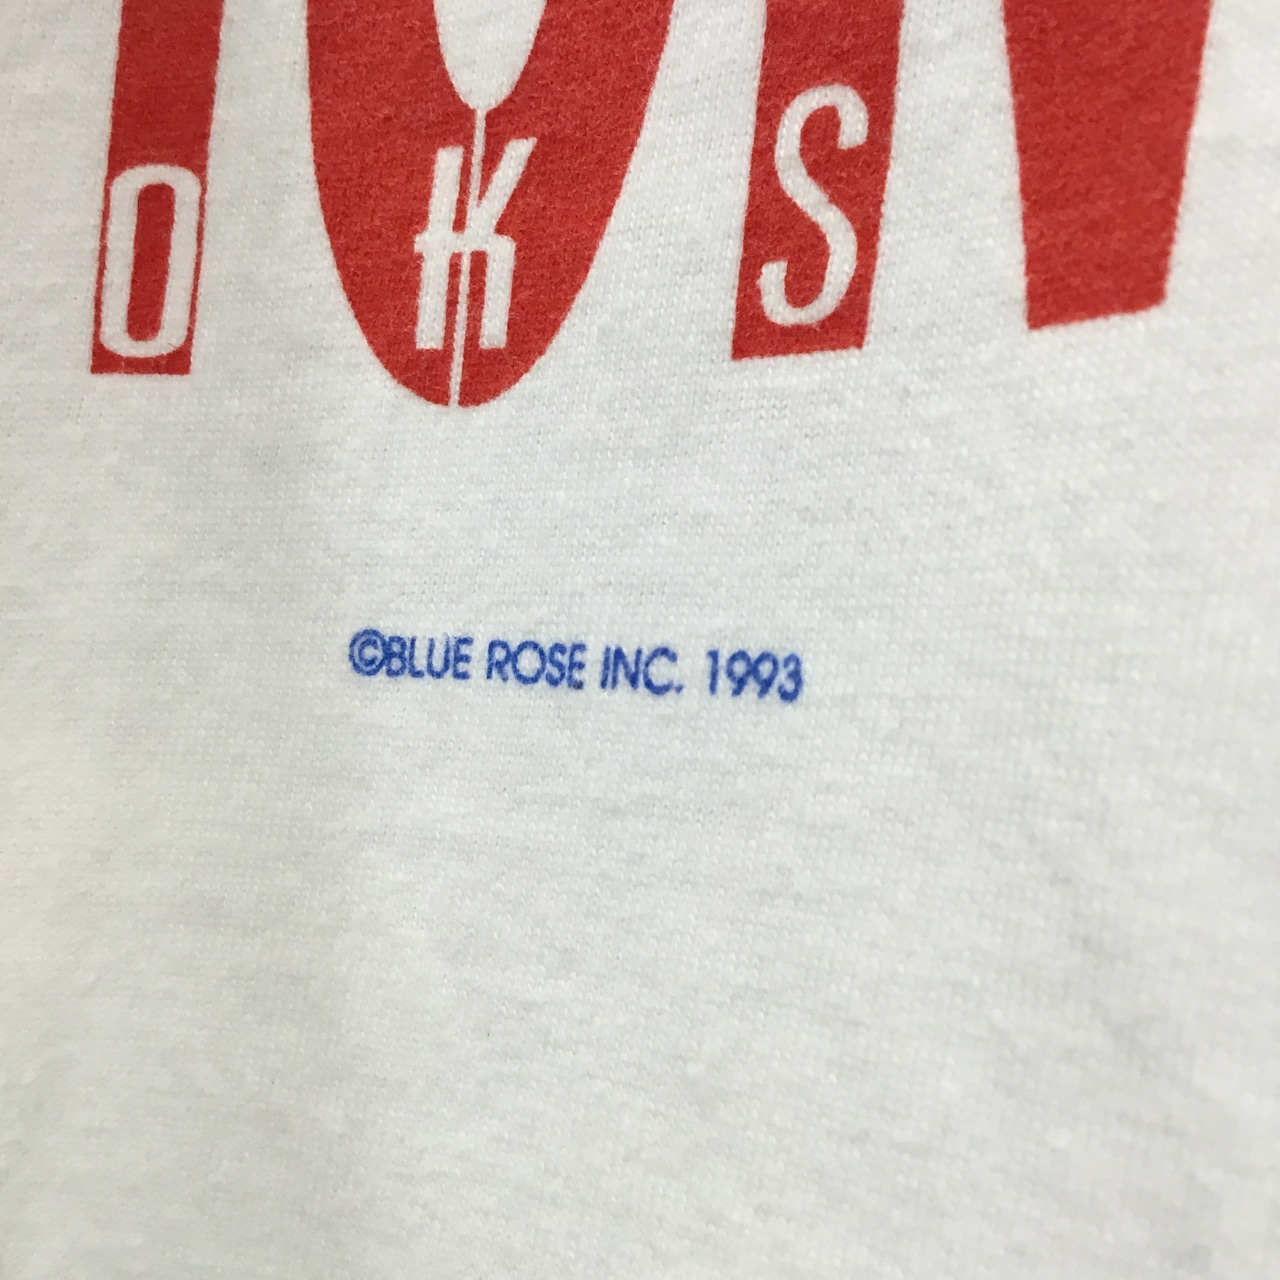 O K S
©BLUE ROSE INC. 1993